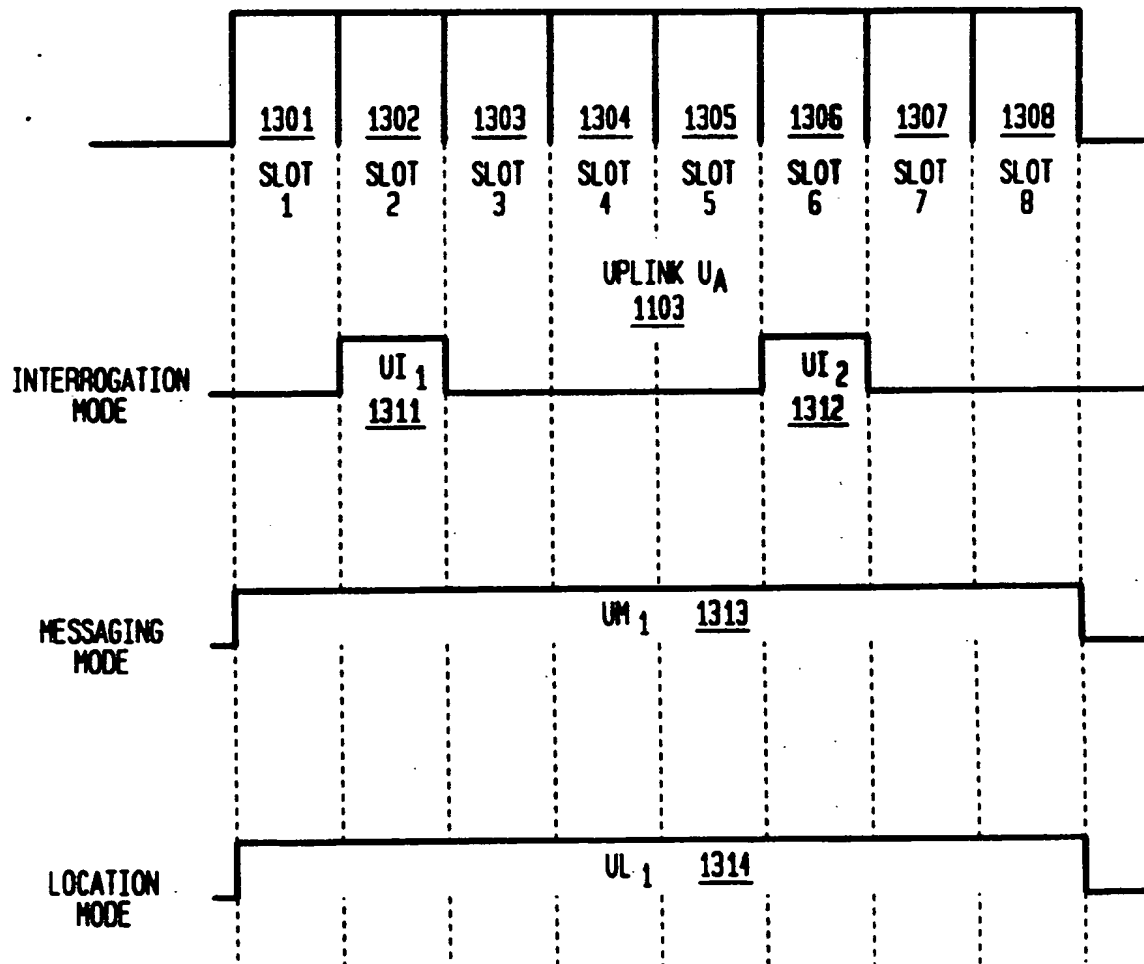 1301 1302 1303 1304 1305 1306 1307 1308
SLOT SLOT SLOT SLOT SLOT SLOT SLOT SLOT
1 2 3 4 5 6 7 8
UPLINK UA
1103
INTERROGATION
MODE
UI1
1311
UI2
1312
MESSAGING
MODE
UM1 1313
LOCATION
MODE
UL1 1314